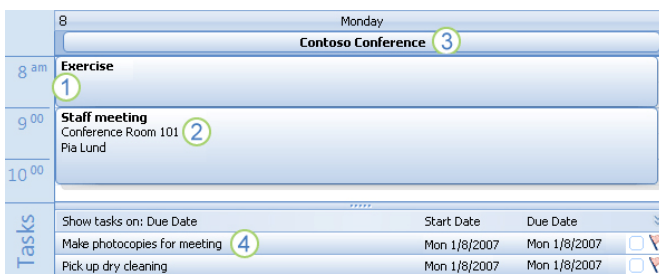 8 Monday
Contoso Conference 3
8 am Exercise
1
9 00 Staff meeting
Conference Room 101 2
Pia Lund
10 00
Tasks
Show tasks on: Due Date Start Date Due Date
Make photocopies for meeting 4 Mon 1/8/2007 Mon 1/8/2007
Pick up dry cleaning Mon 1/8/2007 Mon 1/8/2007